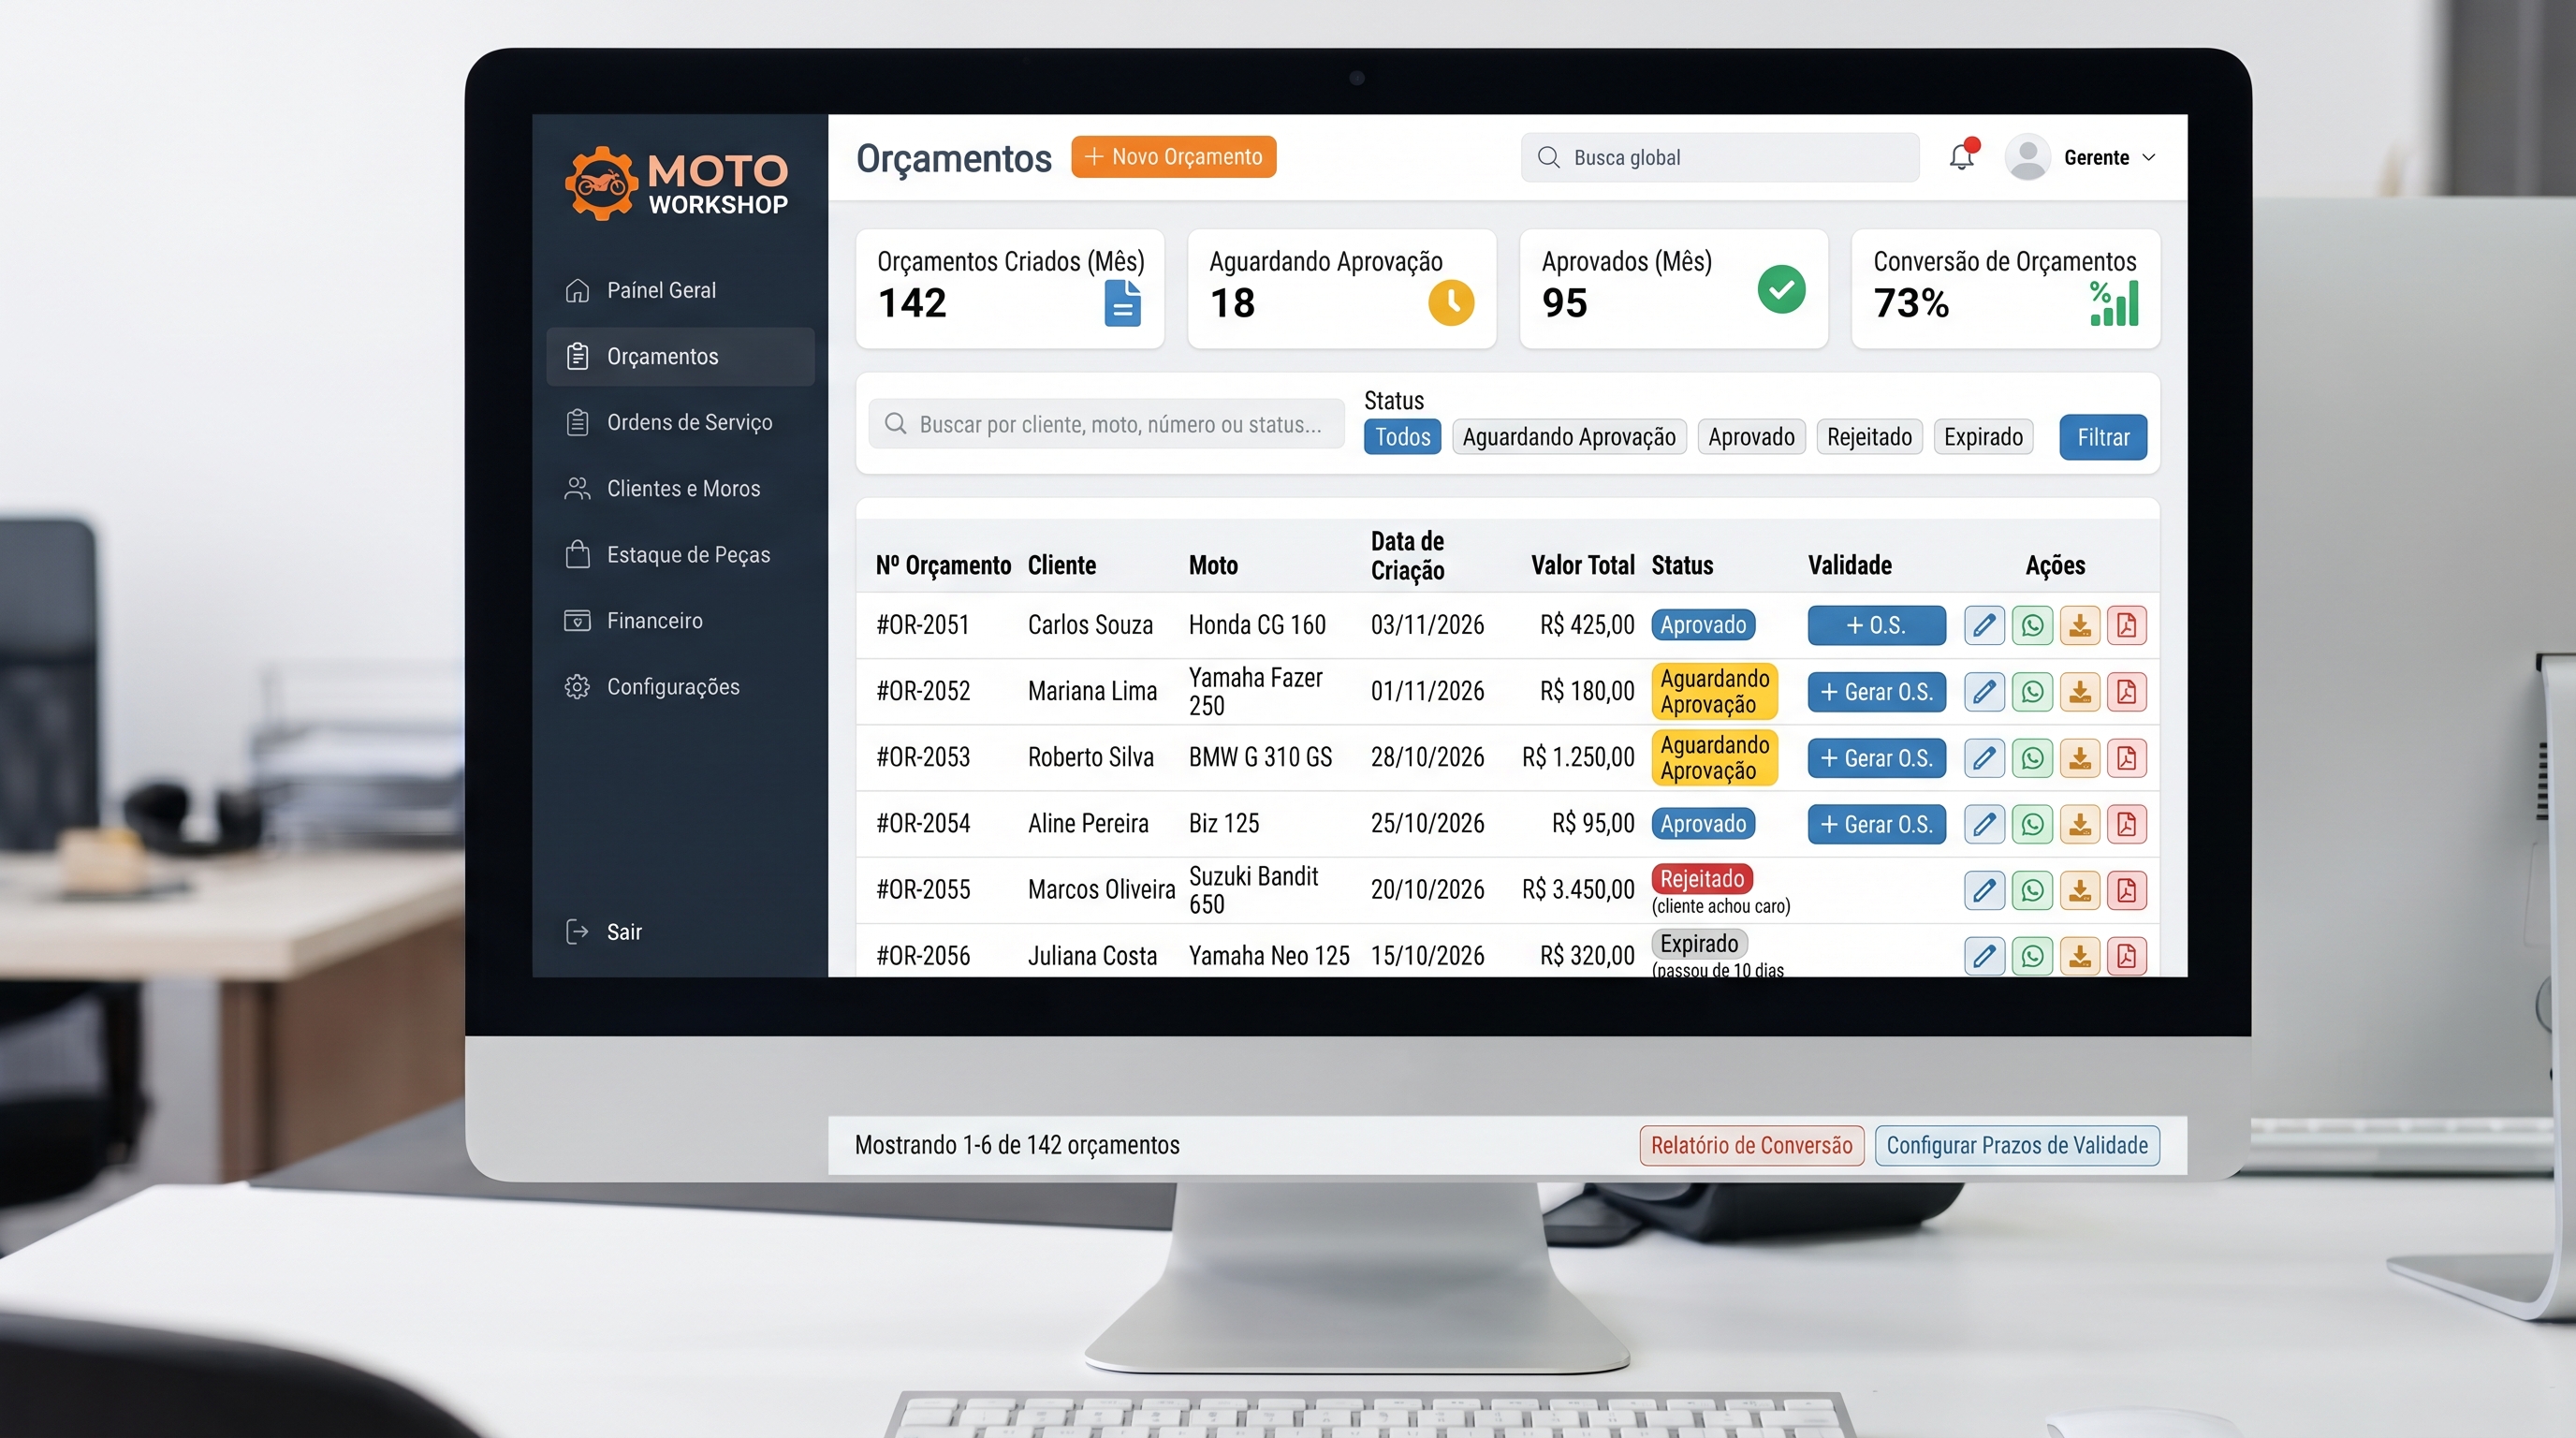 MOTO
WORKSHOP
Paínel Geral
Orçamentos
Ordens de Serviço
Clientes e Moros
Estaque de Peças
Financeiro
Configurações
Sair
Orçamentos
+ Novo Orçamento
Busca global
Gerente
Orçamentos Criados (Mês)
142
Aguardando Aprovação
18
Aprovados (Mês)
95
Conversão de Orçamentos
73%
%
Buscar por cliente, moto, número ou status...
Status
Todos
Aguardando Aprovação
Aprovado
Rejeitado
Expirado
Filtrar
Nº Orçamento Cliente Moto Data de Criação Valor Total Status Validade Ações
#OR-2051 Carlos Souza Honda CG 160 03/11/2026 R$ 425,00 Aprovado + O.S.
#OR-2052 Mariana Lima Yamaha Fazer 250 01/11/2026 R$ 180,00 Aguardando Aprovação + Gerar O.S.
#OR-2053 Roberto Silva BMW G 310 GS 28/10/2026 R$ 1.250,00 Aguardando Aprovação + Gerar O.S.
#OR-2054 Aline Pereira Biz 125 25/10/2026 R$ 95,00 Aprovado + Gerar O.S.
#OR-2055 Marcos Oliveira Suzuki Bandit 650 20/10/2026 R$ 3.450,00 Rejeitado (cliente achou caro)
#OR-2056 Juliana Costa Yamaha Neo 125 15/10/2026 R$ 320,00 Expirado (passou de 10 dias
Mostrando 1-6 de 142 orçamentos
Relatório de Conversão
Configurar Prazos de Validade